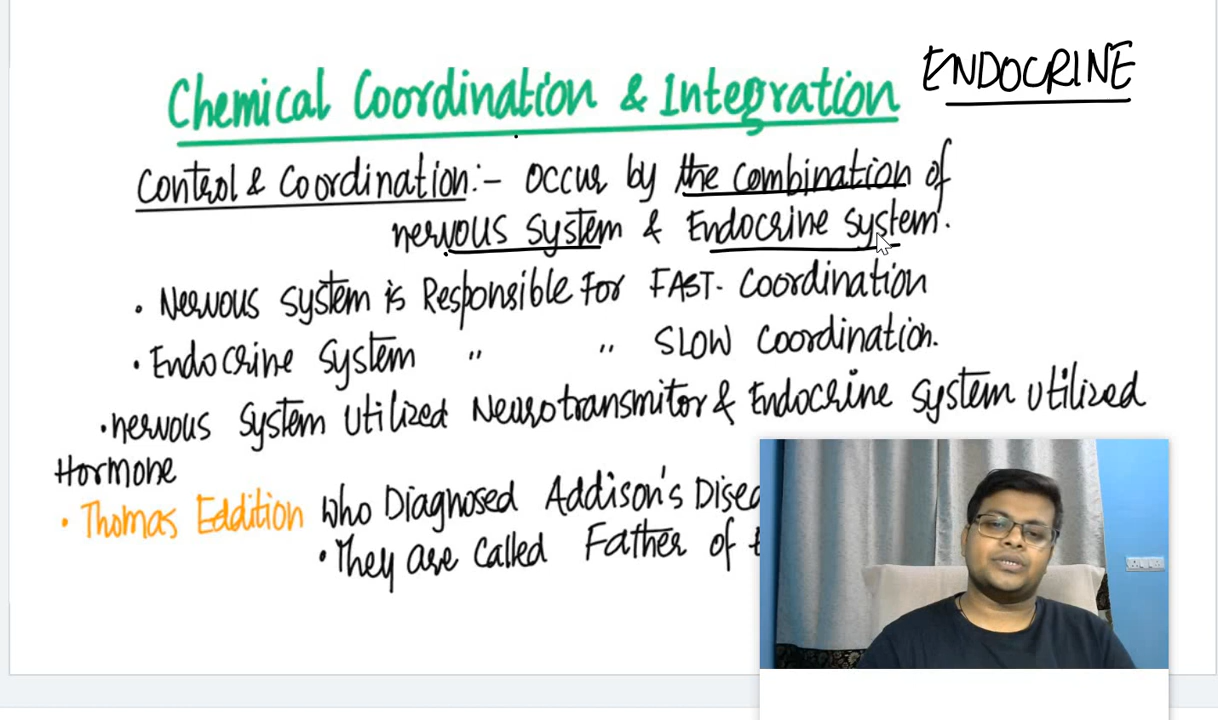 ENDOCRINE
Chemical Coordination & Integration
Control & Coordination:- Occur by the combination of
nervous system & Endocrine system.
• Nervous system is Responsible For FAST- Coordination
• Endocrine System " " SLOW Coordination.
• nervous System Utilized Neurotransmitor & Endocrine System utilized
Hormone
• Thomas Eddition Who Diagnosed Addison's Disea
• They are Called Father of